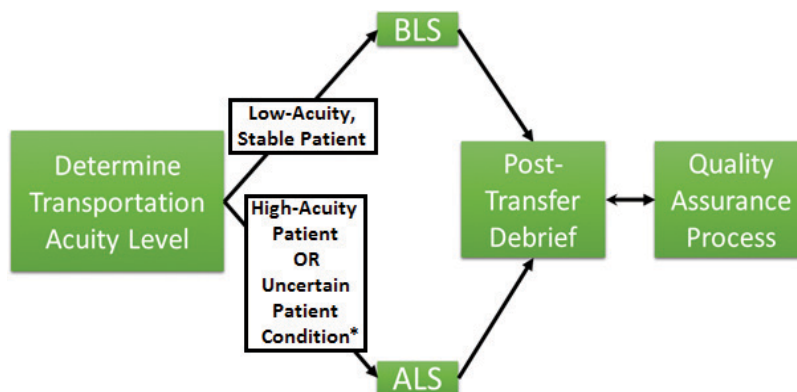 BLS
Low-Acuity,
Stable Patient
Determine
Transportation
Acuity Level
High-Acuity
Patient
OR
Uncertain
Patient
Condition*
Post-
Transfer
Debrief
Quality
Assurance
Process
ALS